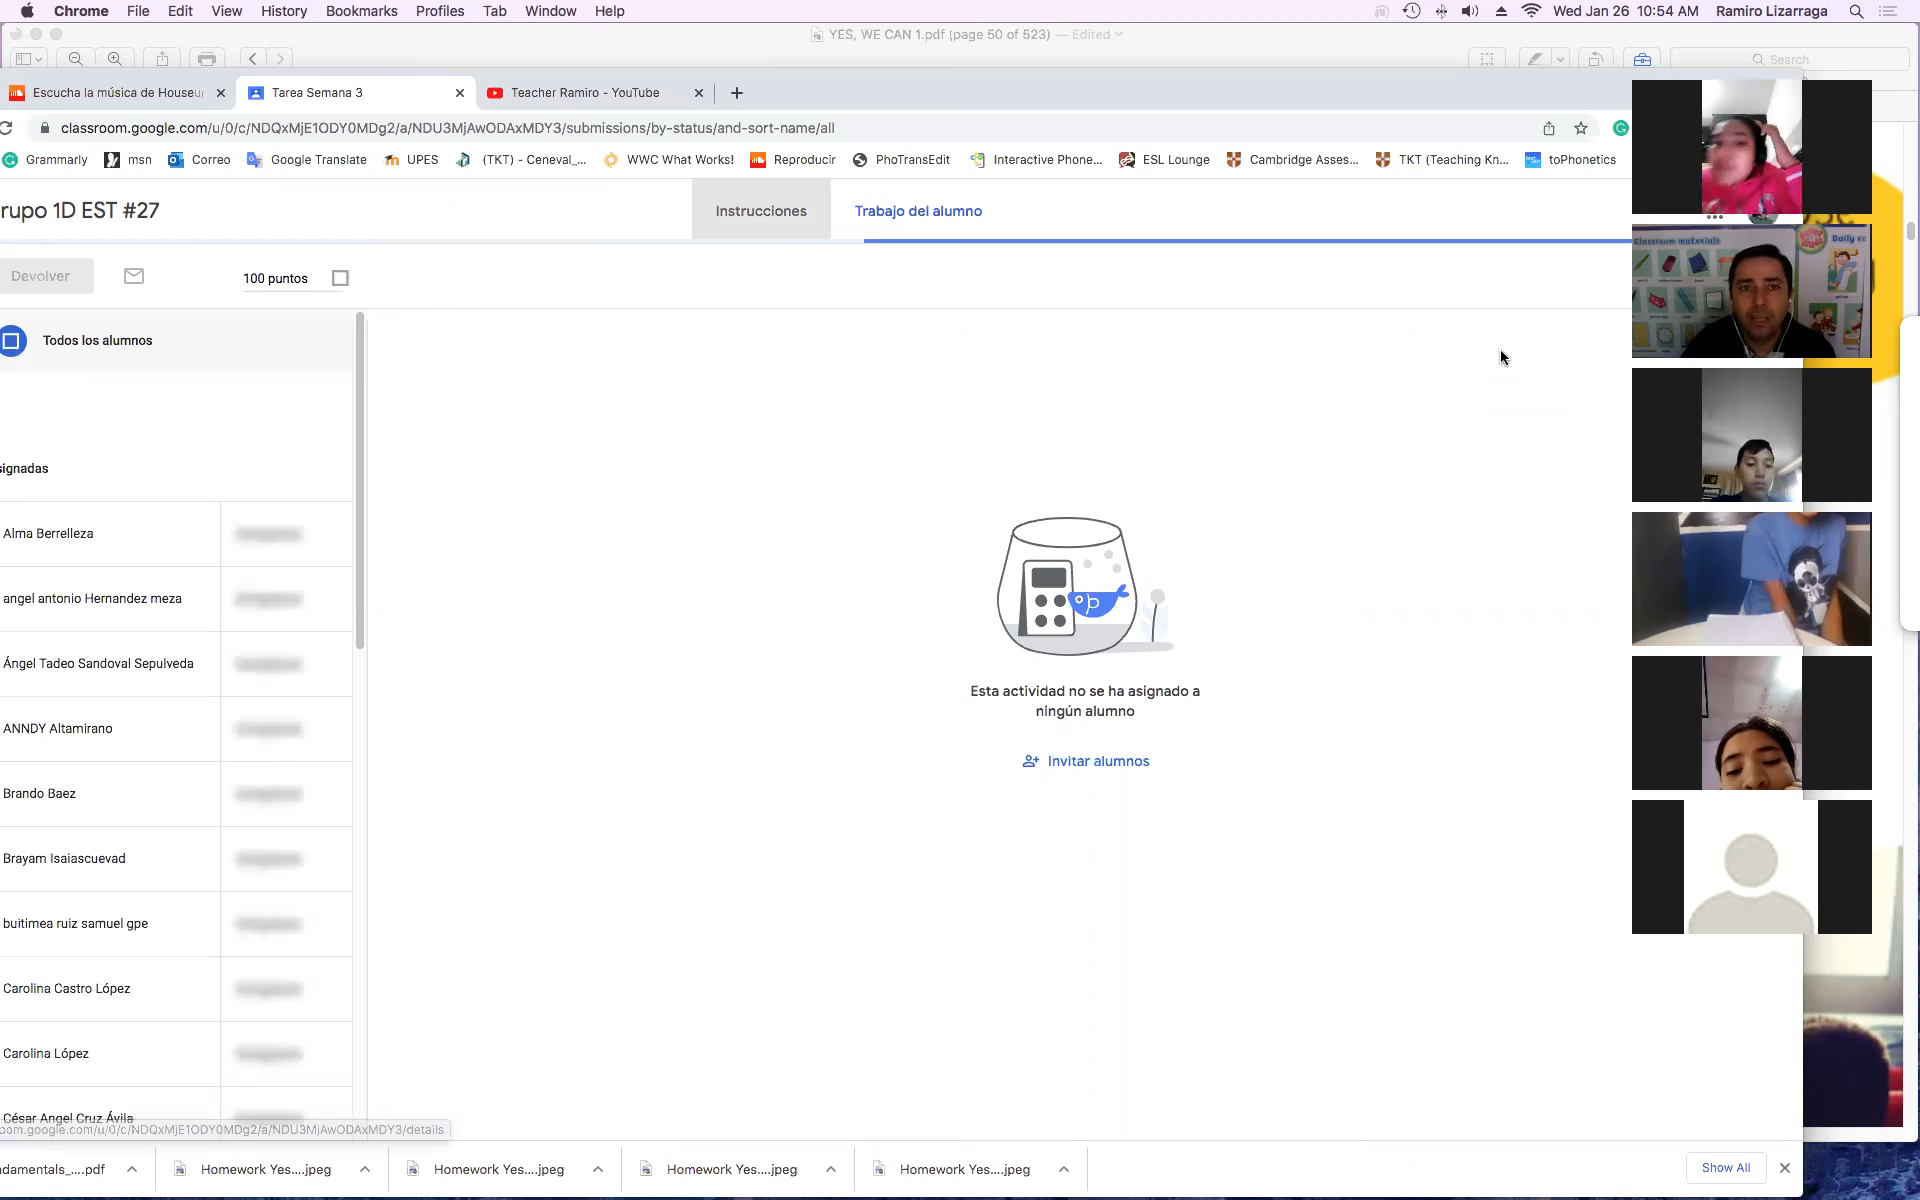 Chrome File Edit View History Bookmarks Profiles Tab Window Help Wed Jan 26 10:54 AM Ramiro Lizarraga
YES, WE CAN 1.pdf (page 50 of 523) — Edited
Search
Escucha la música de Houseu
Tarea Semana 3
Teacher Ramiro - YouTube
classroom.google.com/u/0/c/NDQxMjE1ODY0MDg2/a/NDU3MjAwODAxMDY3/submissions/by-status/and-sort-name/all
Grammarly msn Correo Google Translate UPES (TKT) - Ceneval_... WWC What Works! Reproducir PhoTransEdit Interactive Phone... ESL Lounge Cambridge Asses... TKT (Teaching Kn... toPhonetics
rupo 1D EST #27
Instrucciones
Trabajo del alumno
Classroom materials
Daily
Devolver
100 puntos
Todos los alumnos
signadas
Alma Berrelleza
angel antonio Hernandez meza
Ángel Tadeo Sandoval Sepulveda
ANNDY Altamirano
Brando Baez
Brayam Isaiascuevad
buitimea ruiz samuel gpe
Carolina Castro López
Carolina López
César Angel Cruz Ávila
Esta actividad no se ha asignado a
ningún alumno
Invitar alumnos
oom.google.com/u/0/c/NDQxMjE1ODY0MDg2/a/NDU3MjAwODAxMDY3/details
damentals_....pdf
Homework Yes....jpeg
Homework Yes....jpeg
Homework Yes....jpeg
Homework Yes....jpeg
Show All